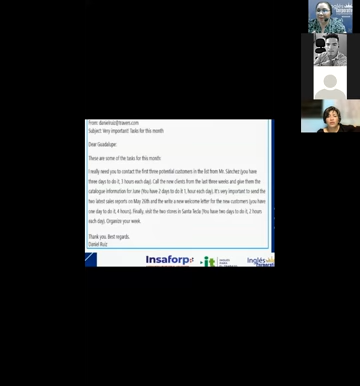 From: danielruiz@travers.com
Subject: Very important: Tasks for this month
Dear Guadalupe:
These are some of the tasks for this month:
I really need you to contact the first three potential customers in the list from Mr. Sánchez (you have
three days to do it, 3 hours each day). Call the new clients from the last three weeks and give them the
catalogue information for June (You have 2 days to do it 1, hour each day). It's very important to send the
two latest sales reports on May 26th and the write a new welcome letter for the new customers (you have
one day to do it, 4 hours). Finally, visit the two stores in Santa Tecla (You have two days to do it, 2 hours
each day). Organize your week.
Thank you. Best regards.
Daniel Ruiz
Insaforp
it
Inglés